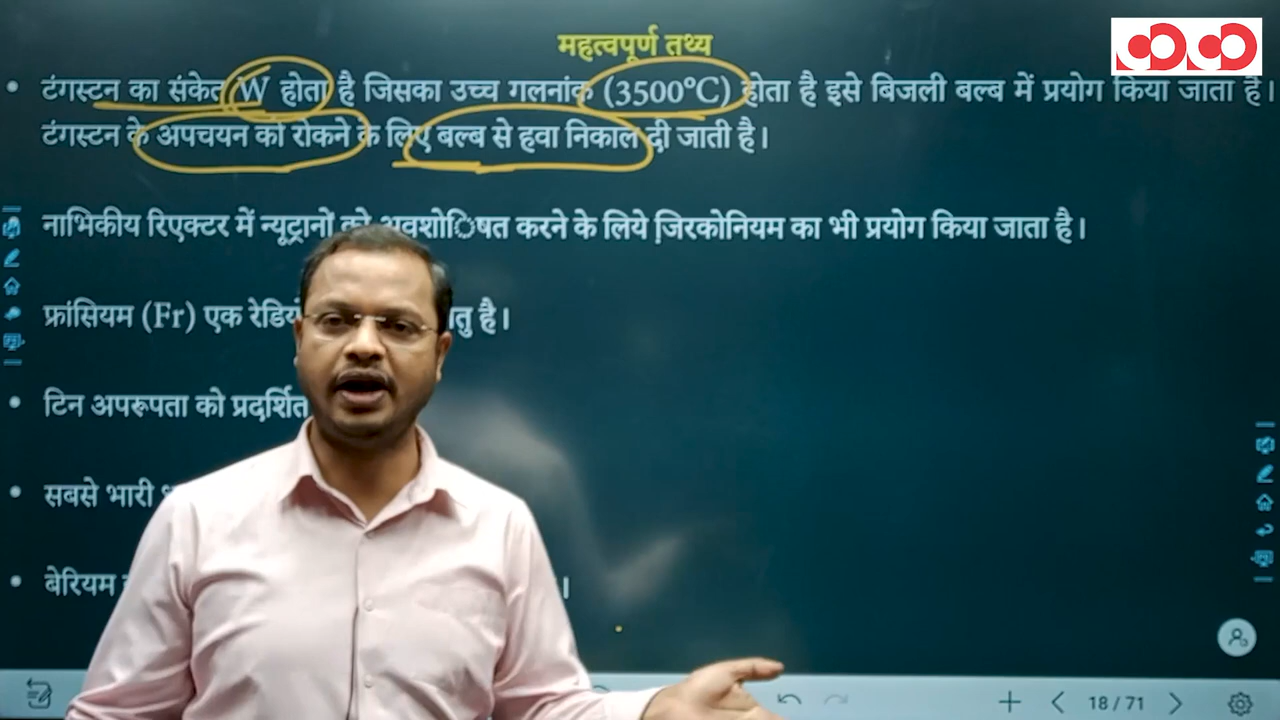 महत्वपूर्ण तथ्य
टंगस्टन का संकेत W होता है जिसका उच्च गलनांक (3500°C) होता है इसे बिजली बल्ब में प्रयोग किया जाता है।
टंगस्टन के अपचयन को रोकने के लिए बल्ब से हवा निकाल दी जाती है।
नाभिकीय रिएक्टर में न्यूट्रानों को अवशोिषत करने के लिये जिरकोनियम का भी प्रयोग किया जाता है।
फ्रांसियम (Fr) एक है।
टिन अपरूपता को प्रदर्शित
सबसे भारी
बेरियम
18 / 71